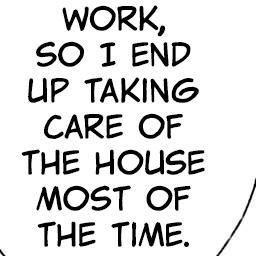 WORK,
SO I END
UP TAKING
CARE OF
THE HOUSE
MOST OF
THE TIME.